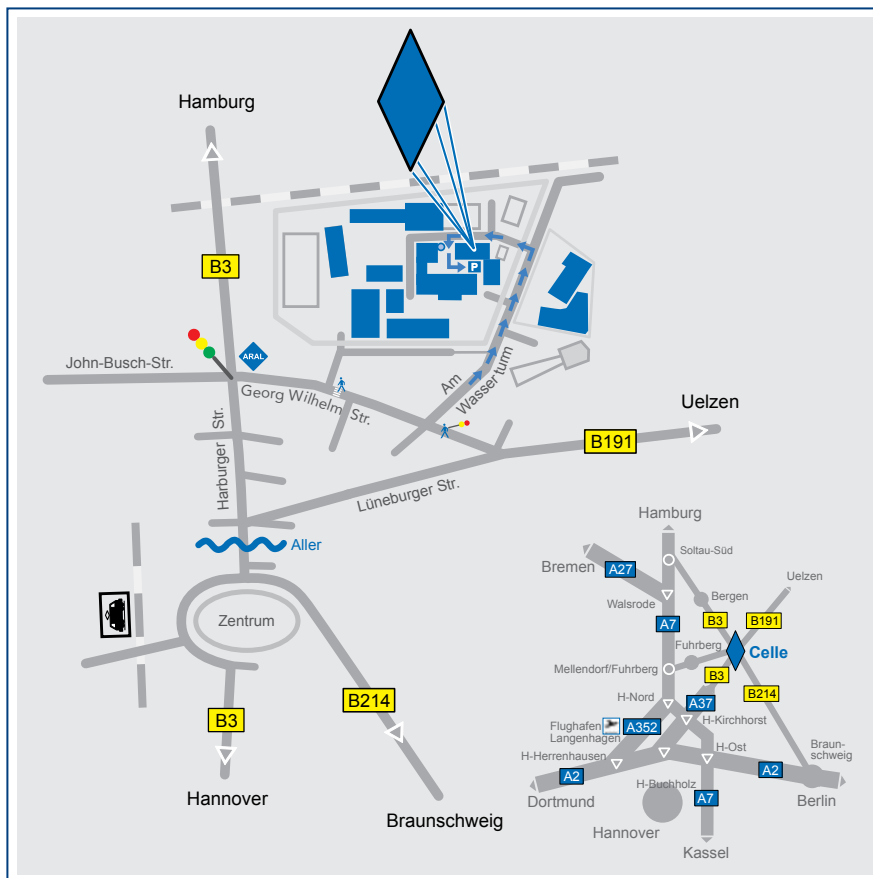 Hamburg
B3
P
John-Busch-Str.
ARAL
Georg Wilhelm Str.
Am
Wasserturm
Uelzen
B191
Harburger Str.
Lüneburger Str.
Aller
Zentrum
B3
B214
Hannover
Braunschweig
Hamburg
Soltau-Süd
Bremen
A27
Uelzen
Bergen
Walsrode
B3
B191
A7
Fuhrberg
Celle
Mellendorf/Fuhrberg
B3
B214
H-Nord
A37
Flughafen
Langenhagen
A352
H-Kirchhorst
H-Herrenhausen
H-Ost
Braun-
schweig
A2
A2
H-Buchholz
Dortmund
A7
Berlin
Hannover
Kassel